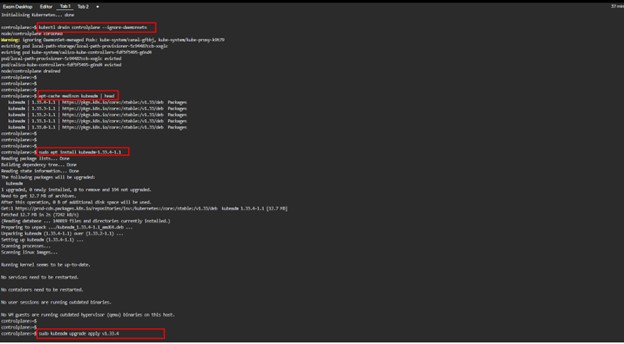 Exam Desktop Editor Tab 1 Tab 2 +
37 min
Initialising Kubernetes... done
controlplane:~$ kubectl drain controlplane --ignore-daemonsets
node/controlplane cordoned
Warning: ignoring DaemonSet-managed Pods: kube-system/canal-
evicting pod local-path-storage/local-path-provisioner-
evicting pod kube-system/calico-kube-controllers-
pod/local-path-provisioner- evicted
pod/calico-kube-controllers- evicted
node/controlplane drained
controlplane:~$
controlplane:~$
controlplane:~$ apt-cache madison kubeadm | head
kubeadm | 1.33.4-1.1 | https://pkgs.k8s.io/core:/stable:/v1.33/deb Packages
kubeadm | 1.33.3-1.1 | https://pkgs.k8s.io/core:/stable:/v1.33/deb Packages
kubeadm | 1.33.2-1.1 | https://pkgs.k8s.io/core:/stable:/v1.33/deb Packages
kubeadm | 1.33.1-1.1 | https://pkgs.k8s.io/core:/stable:/v1.33/deb Packages
kubeadm | 1.33.0-1.1 | https://pkgs.k8s.io/core:/stable:/v1.33/deb Packages
controlplane:~$
controlplane:~$
controlplane:~$ sudo apt install kubeadm=1.33.4-1.1
Reading package lists... Done
Building dependency tree... Done
Reading state information... Done
The following packages will be upgraded:
kubeadm
1 upgraded, 0 newly installed, 0 to remove and 194 not upgraded.
Need to get 12.7 MB of archives.
After this operation, 0 B of additional disk space will be used.
Get:1 https://prod-cdn.packages.k8s.io/repositories/isv:/kubernetes:/core:/stable:/v1.33/deb kubeadm 1.33.4-1.1 [12.7 MB]
Fetched 12.7 MB in 2s (7242 kB/s)
(Reading database ... files and directories currently installed.)
Preparing to unpack .../kubeadm_1.33.4-1.1_amd64.deb ...
Unpacking kubeadm (1.33.4-1.1) over (1.33.2-1.1) ...
Setting up kubeadm (1.33.4-1.1) ...
Scanning processes...
Scanning linux images...
Running kernel seems to be up-to-date.
No services need to be restarted.
No containers need to be restarted.
No user sessions are running outdated binaries.
No VM guests are running outdated hypervisor (qemu) binaries on this host.
controlplane:~$
controlplane:~$
controlplane:~$ sudo kubeadm upgrade apply v1.33.4